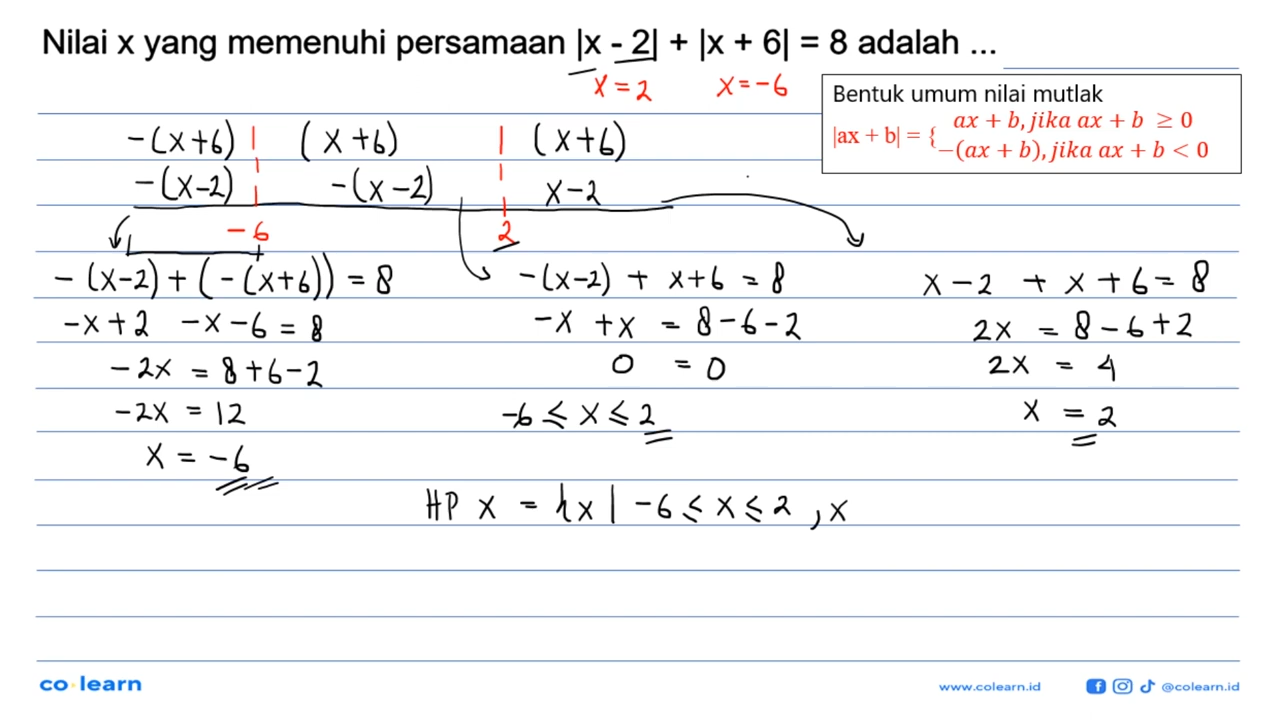 Nilai x yang memenuhi persamaan |x - 2| + |x + 6| = 8 adalah ...
x = 2 x = -6
Bentuk umum nilai mutlak
|ax + b| = { ax + b, jika ax + b ≥ 0
-(ax + b), jika ax + b < 0
-(x+6) (x+6) (x+6)
-(x-2) -(x-2) x-2
-6 2
-(x-2) + (-(x+6)) = 8
-x+2 -x-6 = 8
-2x = 8+6-2
-2x = 12
x = -6
-(x-2) + x+6 = 8
-x + x = 8-6-2
0 = 0
-6 ≤ x ≤ 2
x-2 + x+6 = 8
2x = 8-6+2
2x = 4
x = 2
HP x = {x | -6 ≤ x ≤ 2, x
co·learn
www.colearn.id
@colearn.id